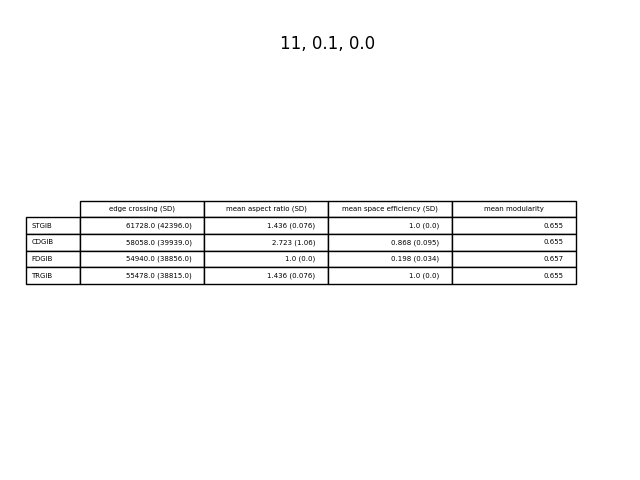 11, 0.1, 0.0
edge crossing (SD) mean aspect ratio (SD) mean space efficiency (SD) mean modularity
STGIB 61728.0 (42396.0) 1.436 (0.076) 1.0 (0.0) 0.655
CDGIB 58058.0 (39939.0) 2.723 (1.06) 0.868 (0.095) 0.655
FDGIB 54940.0 (38856.0) 1.0 (0.0) 0.198 (0.034) 0.657
TRGIB 55478.0 (38815.0) 1.436 (0.076) 1.0 (0.0) 0.655